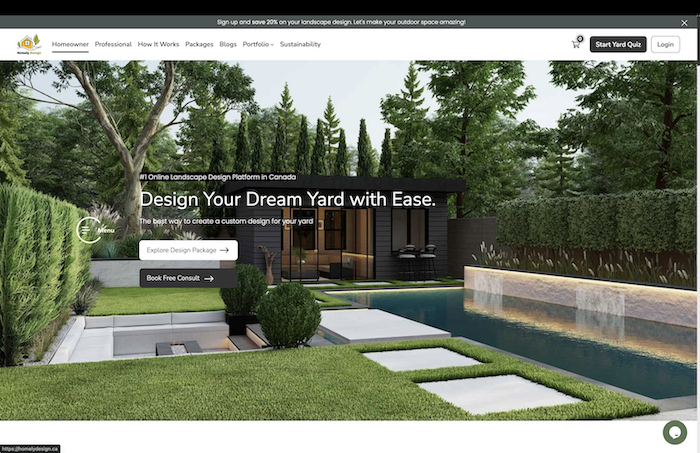 Sign up and save 20% on your landscape design. Let's make your outdoor space amazing!
Homely design
Homeowner Professional How It Works Packages Blogs Portfolio Sustainability
0
Start Yard Quiz
Login
#1 Online Landscape Design Platform in Canada
Design Your Dream Yard with Ease.
The best way to create a custom design for your yard
Menu
Explore Design Package →
Book Free Consult →
https://homelydesign.ca